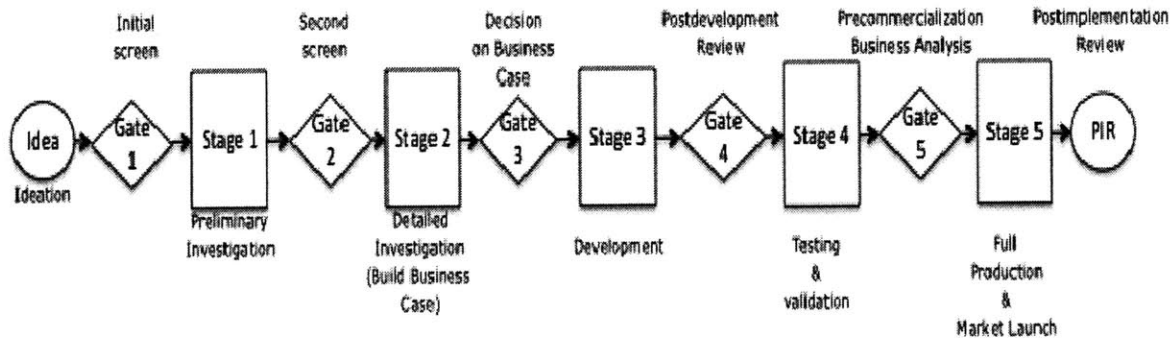 Initial
screen
Second
screen
Decision
on Business
Case
Postdevelopment
Review
Precommercialization
Business Analysis
Postimplementation
Review
Idea
Gate
1
Stage 1
Gate
2
Stage 2
Gate
3
Stage 3
Gate
4
Stage 4
Gate
5
Stage 5
PIR
Ideation
Preliminary
Investigation
Detailed
Investigation
(Build Business
Case)
Development
Testing
&
validation
Full
Production
&
Market Launch